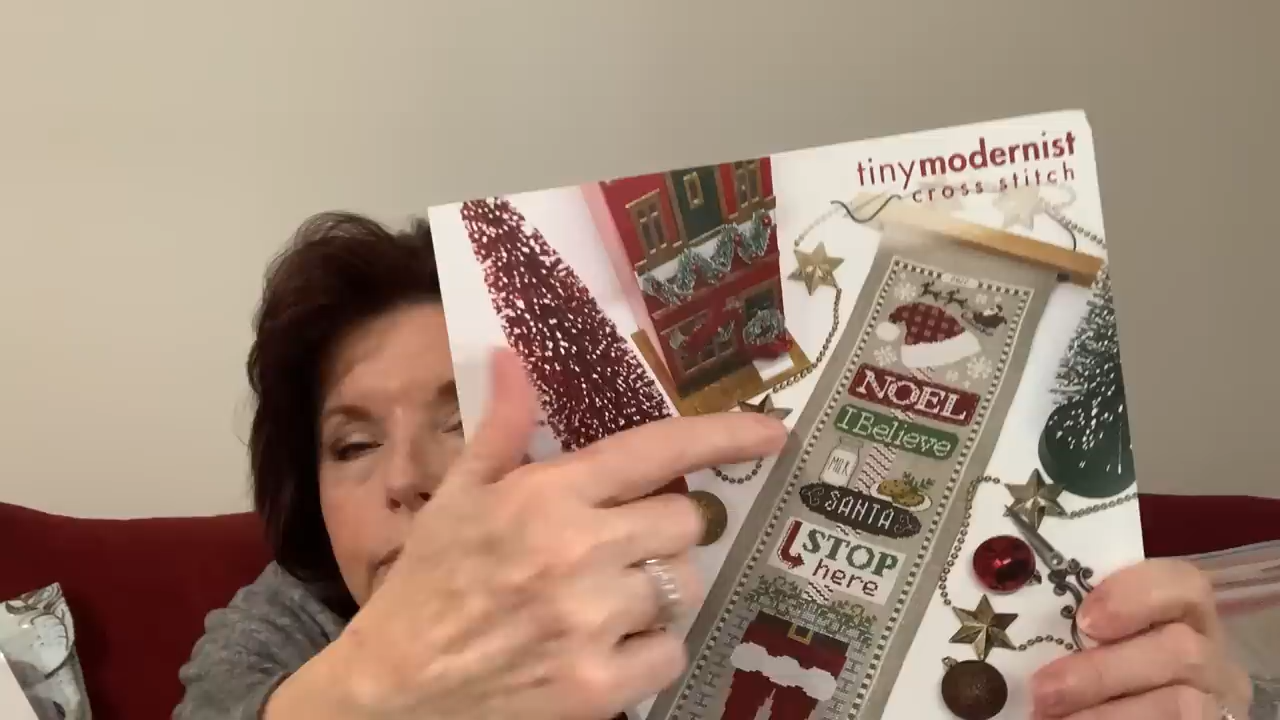 tinymodernist
cross stitch
NOEL
I Believe
MILK
SANTA
STOP
here